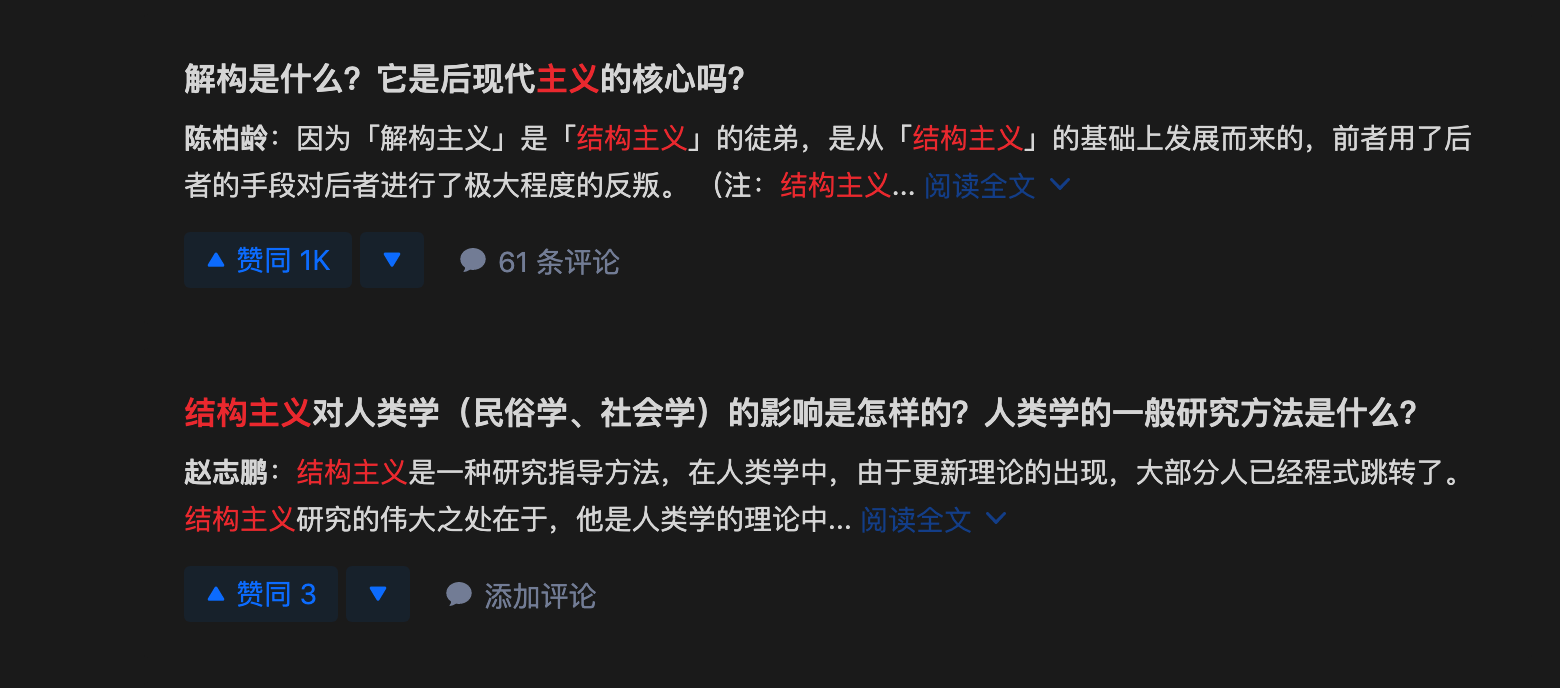 解构是什么？它是后现代主义的核心吗？
陈柏龄：因为「解构主义」是「结构主义」的徒弟，是从「结构主义」的基础上发展而来的，前者用了后
者的手段对后者进行了极大程度的反叛。 （注：结构主义... 阅读全文
赞同 1K 61 条评论
结构主义对人类学（民俗学、社会学）的影响是怎样的？人类学的一般研究方法是什么？
赵志鹏：结构主义是一种研究指导方法，在人类学中，由于更新理论的出现，大部分人已经程式跳转了。
结构主义研究的伟大之处在于，他是人类学的理论中... 阅读全文
赞同 3 添加评论